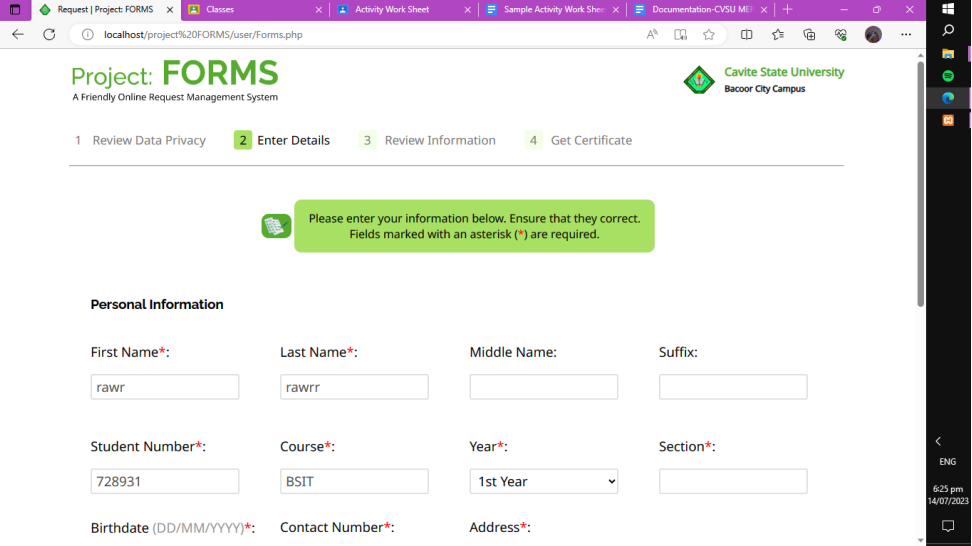 Request | Project: FORMS
Classes
Activity Work Sheet
Sample Activity Work Shee
Documentation-CVSU MEF
localhost/project%20FORMS/user/Forms.php
Project: FORMS
A Friendly Online Request Management System
Cavite State University
Bacoor City Campus
1 Review Data Privacy 2 Enter Details 3 Review Information 4 Get Certificate
Please enter your information below. Ensure that they correct.
Fields marked with an asterisk (*) are required.
Personal Information
First Name*: Last Name*: Middle Name: Suffix:
rawr rawrr
Student Number*: Course*: Year*: Section*:
728931 BSIT 1st Year
Birthdate (DD/MM/YYYY)*: Contact Number*: Address*:
ENG
6:25 pm
14/07/2023